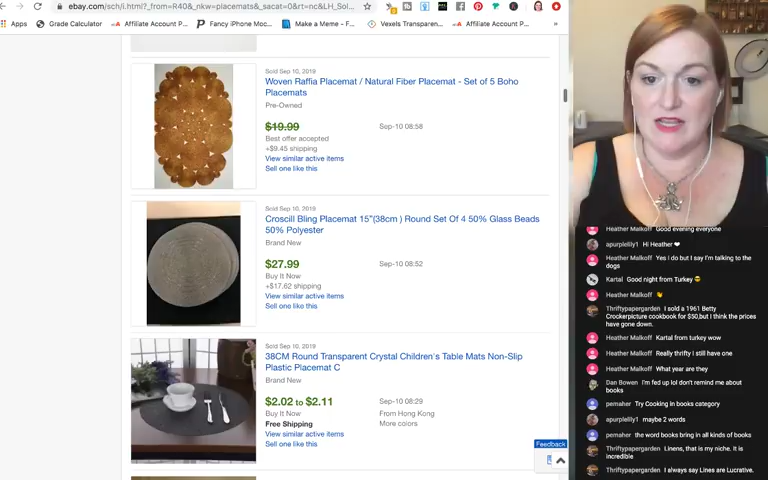 ebay.com/sch/i.html?_from=R40&_nkw=placemats&_sacat=0&rt=nc&LH_Sol...
Apps
Grade Calculator
Affiliate Account P...
Fancy iPhone Moc...
Make a Meme - F...
Vexels Transparen...
Affiliate Account P...
Sold Sep 10, 2019
Woven Raffia Placemat / Natural Fiber Placemat - Set of 5 Boho
Placemats
Pre-Owned
$19.99
Sep-10 08:58
Best offer accepted
+$9.45 shipping
View similar active items
Sell one like this
Sold Sep 10, 2019
Croscill Bling Placemat 15"(38cm ) Round Set Of 4 50% Glass Beads
50% Polyester
Brand New
$27.99
Sep-10 08:52
Buy It Now
+$17.62 shipping
View similar active items
Sell one like this
Sold Sep 10, 2019
38CM Round Transparent Crystal Children's Table Mats Non-Slip
Plastic Placemat C
Brand New
$2.02 to $2.11
Sep-10 08:29
Buy It Now
From Hong Kong
Free Shipping
More colors
View similar active items
Sell one like this
Feedback
Heather Malkoff Good evening everyone
apurplelily1 Hi Heather ❤
Heather Malkoff Yes I do but I say I'm talking to the
dogs
Kartal Good night from Turkey 😎
Heather Malkoff 👋
Thriftypapergarden I sold a 1961 Betty
Crockerpicture cookbook for $50,but I think the prices
have gone down.
Heather Malkoff Kartal from turkey wow
Heather Malkoff Really thrifty I still have one
Heather Malkoff What year are they
Dan Bowen I'm fed up lol don't remind me about
books
pemaher Try Cooking in books category
apurplelily1 maybe 2 words
pemaher the word books bring in all kinds of books
Thriftypapergarden Linens, that is my niche. It is
incredible
Thriftypapergarden I always say Lines are Lucrative.